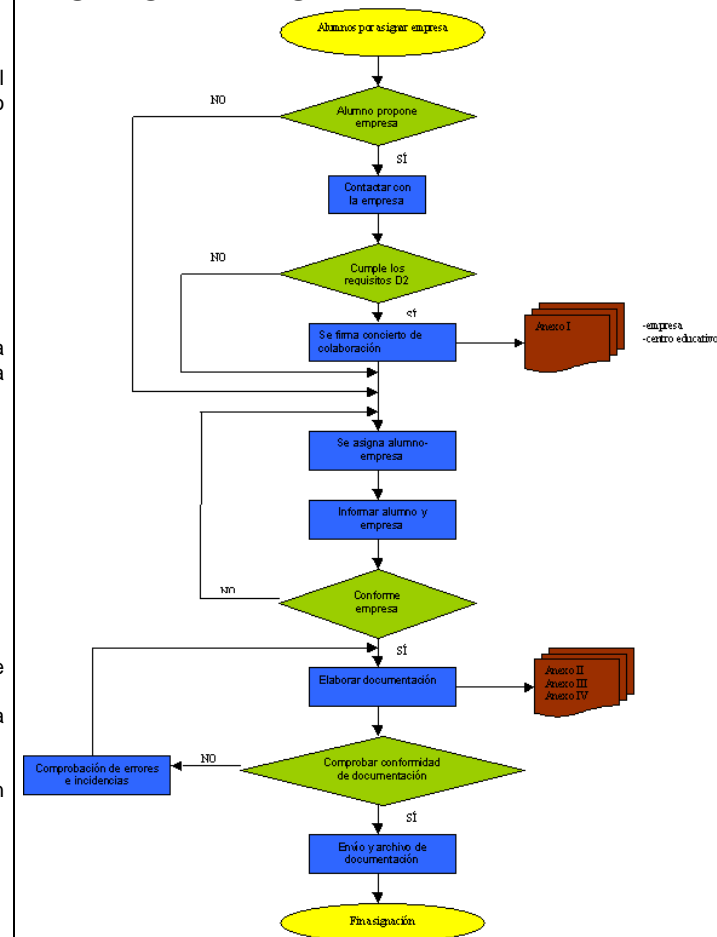 Alumnos por asignar empresa
l
o
NO
Alumno propone
empresa
SÍ
Contactar con
la empresa
NO
Cumple los
requisitos D2
SÍ
Se firma concierto de
colaboración
Anexo I
-empresa
-centro educativo
a
a
Se asigna alumno-
empresa
Informar alumno y
empresa
NO
Conforme
empresa
SÍ
e
Elaborar documentación
Anexo II
Anexo III
Anexo IV
a
NO
Comprobar conformidad
de documentación
Comprobación de errores
e incidencias
n
SÍ
Envío y archivo de
documentación
Fin asignación